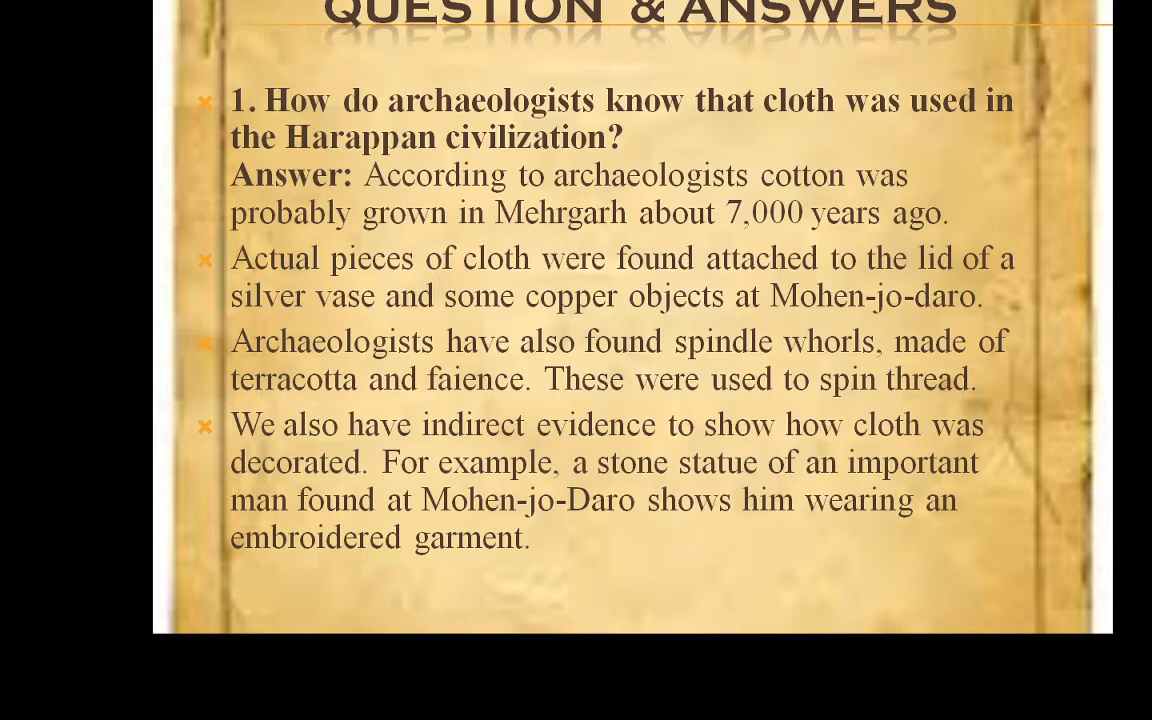 QUESTION & ANSWERS
1. How do archaeologists know that cloth was used in
the Harappan civilization?
Answer: According to archaeologists cotton was
probably grown in Mehrgarh about 7,000 years ago.
Actual pieces of cloth were found attached to the lid of a
silver vase and some copper objects at Mohen-jo-daro.
Archaeologists have also found spindle whorls, made of
terracotta and faience. These were used to spin thread.
We also have indirect evidence to show how cloth was
decorated. For example, a stone statue of an important
man found at Mohen-jo-Daro shows him wearing an
embroidered garment.